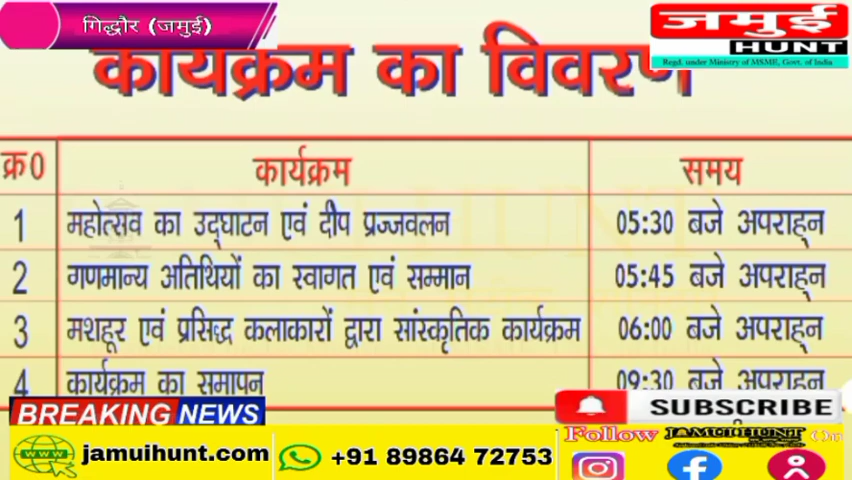 गिद्धौर (जमुई)
जमुई
HUNT
Regd. under Ministry of MSME, Govt. of India
कार्यक्रम का विवरण
क्र0 कार्यक्रम समय
1 महोत्सव का उद्घाटन एवं दीप प्रज्जवलन 05:30 बजे अपराह्न
2 गणमान्य अतिथियों का स्वागत एवं सम्मान 05:45 बजे अपराह्न
3 मशहूर एवं प्रसिद्ध कलाकारों द्वारा सांस्कृतिक कार्यक्रम 06:00 बजे अपराह्न
4 कार्यक्रम का समापन 09:30 बजे अपराह्न
BREAKING NEWS
SUBSCRIBE
Follow JAMUIHUNT On
www jamuihunt.com +91 89864 72753